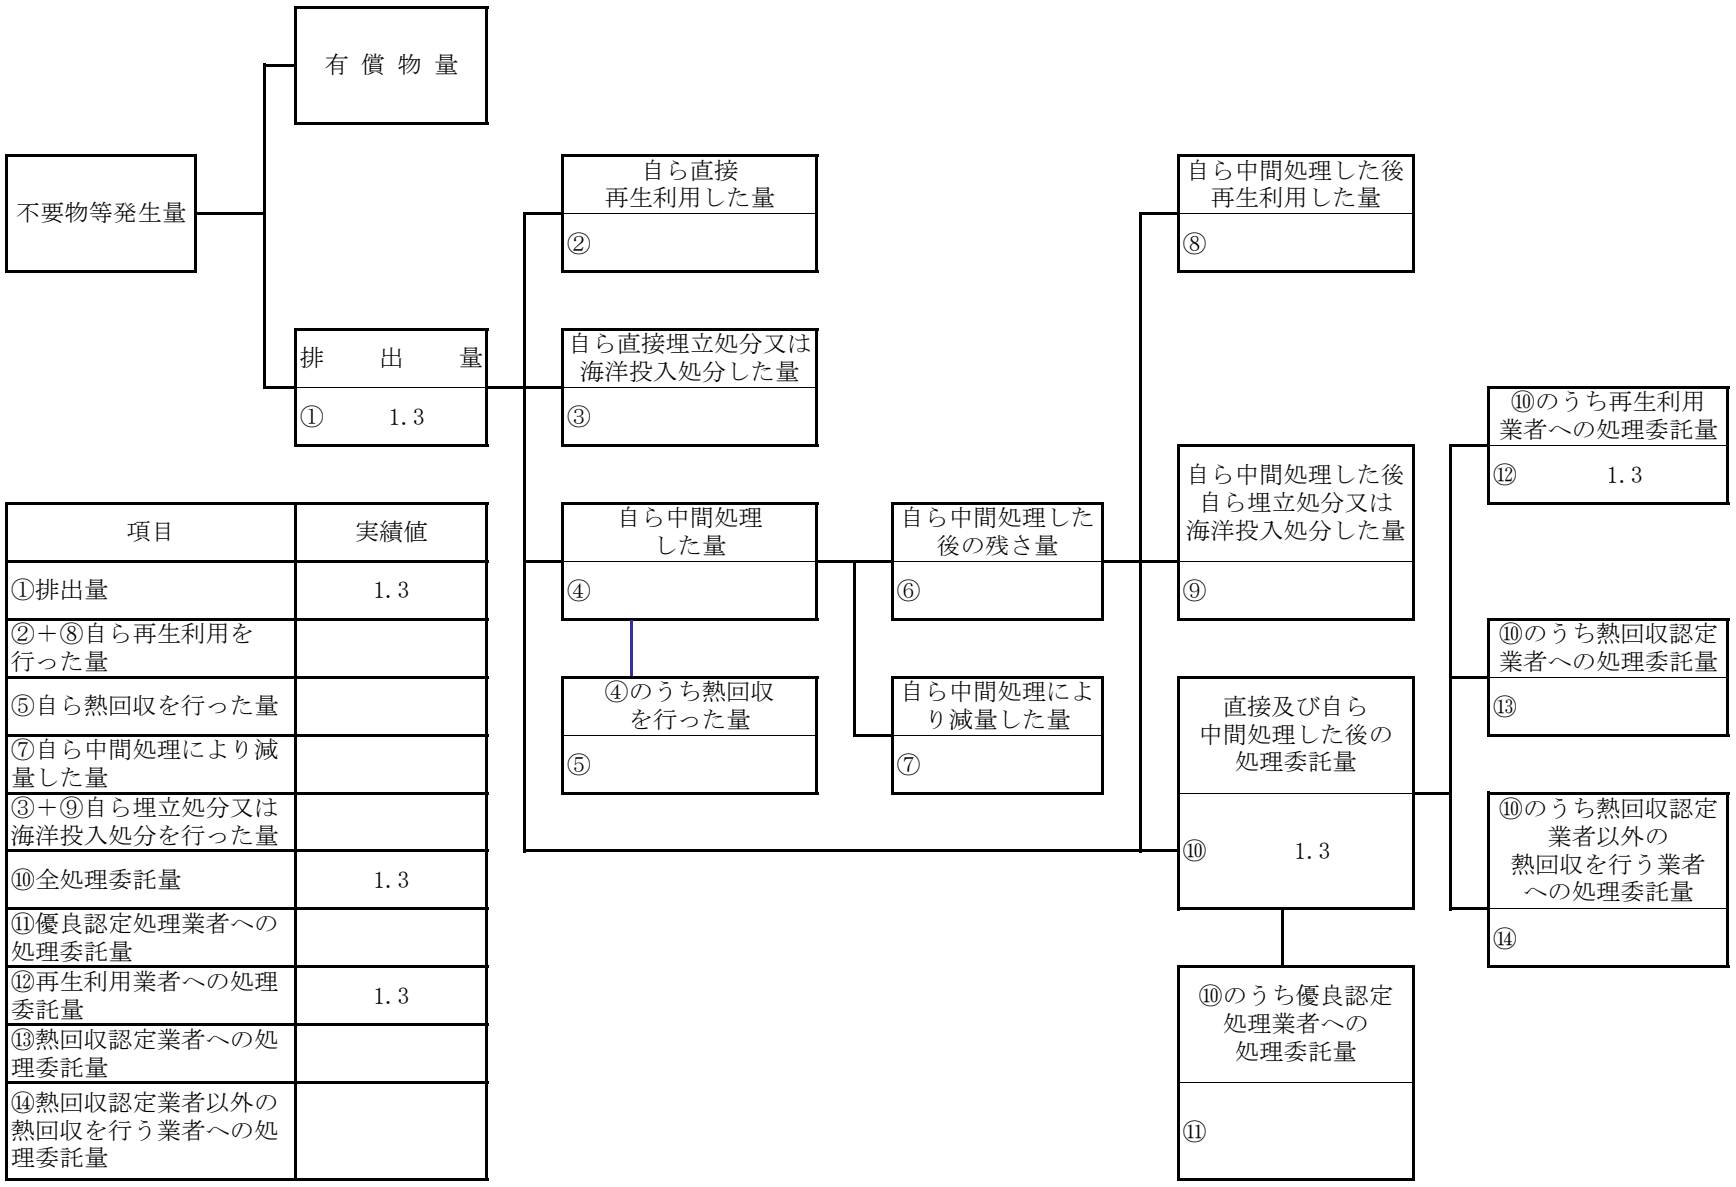 有償物量
不要物等発生量
自ら直接
再生利用した量
②
自ら中間処理した後
再生利用した量
⑧
排出量
① 1.3
自ら直接埋立処分又は
海洋投入処分した量
③
⑩のうち再生利用
業者への処理委託量
⑫ 1.3
自ら中間処理した後
自ら埋立処分又は
海洋投入処分した量
⑨
自ら中間処理
した量
④
自ら中間処理した
後の残さ量
⑥
⑩のうち熱回収認定
業者への処理委託量
⑬
④のうち熱回収
を行った量
⑤
自ら中間処理によ
り減量した量
⑦
直接及び自ら
中間処理した後の
処理委託量
⑩ 1.3
⑩のうち熱回収認定
業者以外の
熱回収を行う業者
への処理委託量
⑭
⑩のうち優良認定
処理業者への
処理委託量
⑪
項目 実績値
①排出量 1.3
②＋⑧自ら再生利用を
行った量
⑤自ら熱回収を行った量
⑦自ら中間処理により減
量した量
③＋⑨自ら埋立処分又は
海洋投入処分を行った量
⑩全処理委託量 1.3
⑪優良認定処理業者への
処理委託量
⑫再生利用業者への処理
委託量 1.3
⑬熱回収認定業者への処
理委託量
⑭熱回収認定業者以外の
熱回収を行う業者への処
理委託量